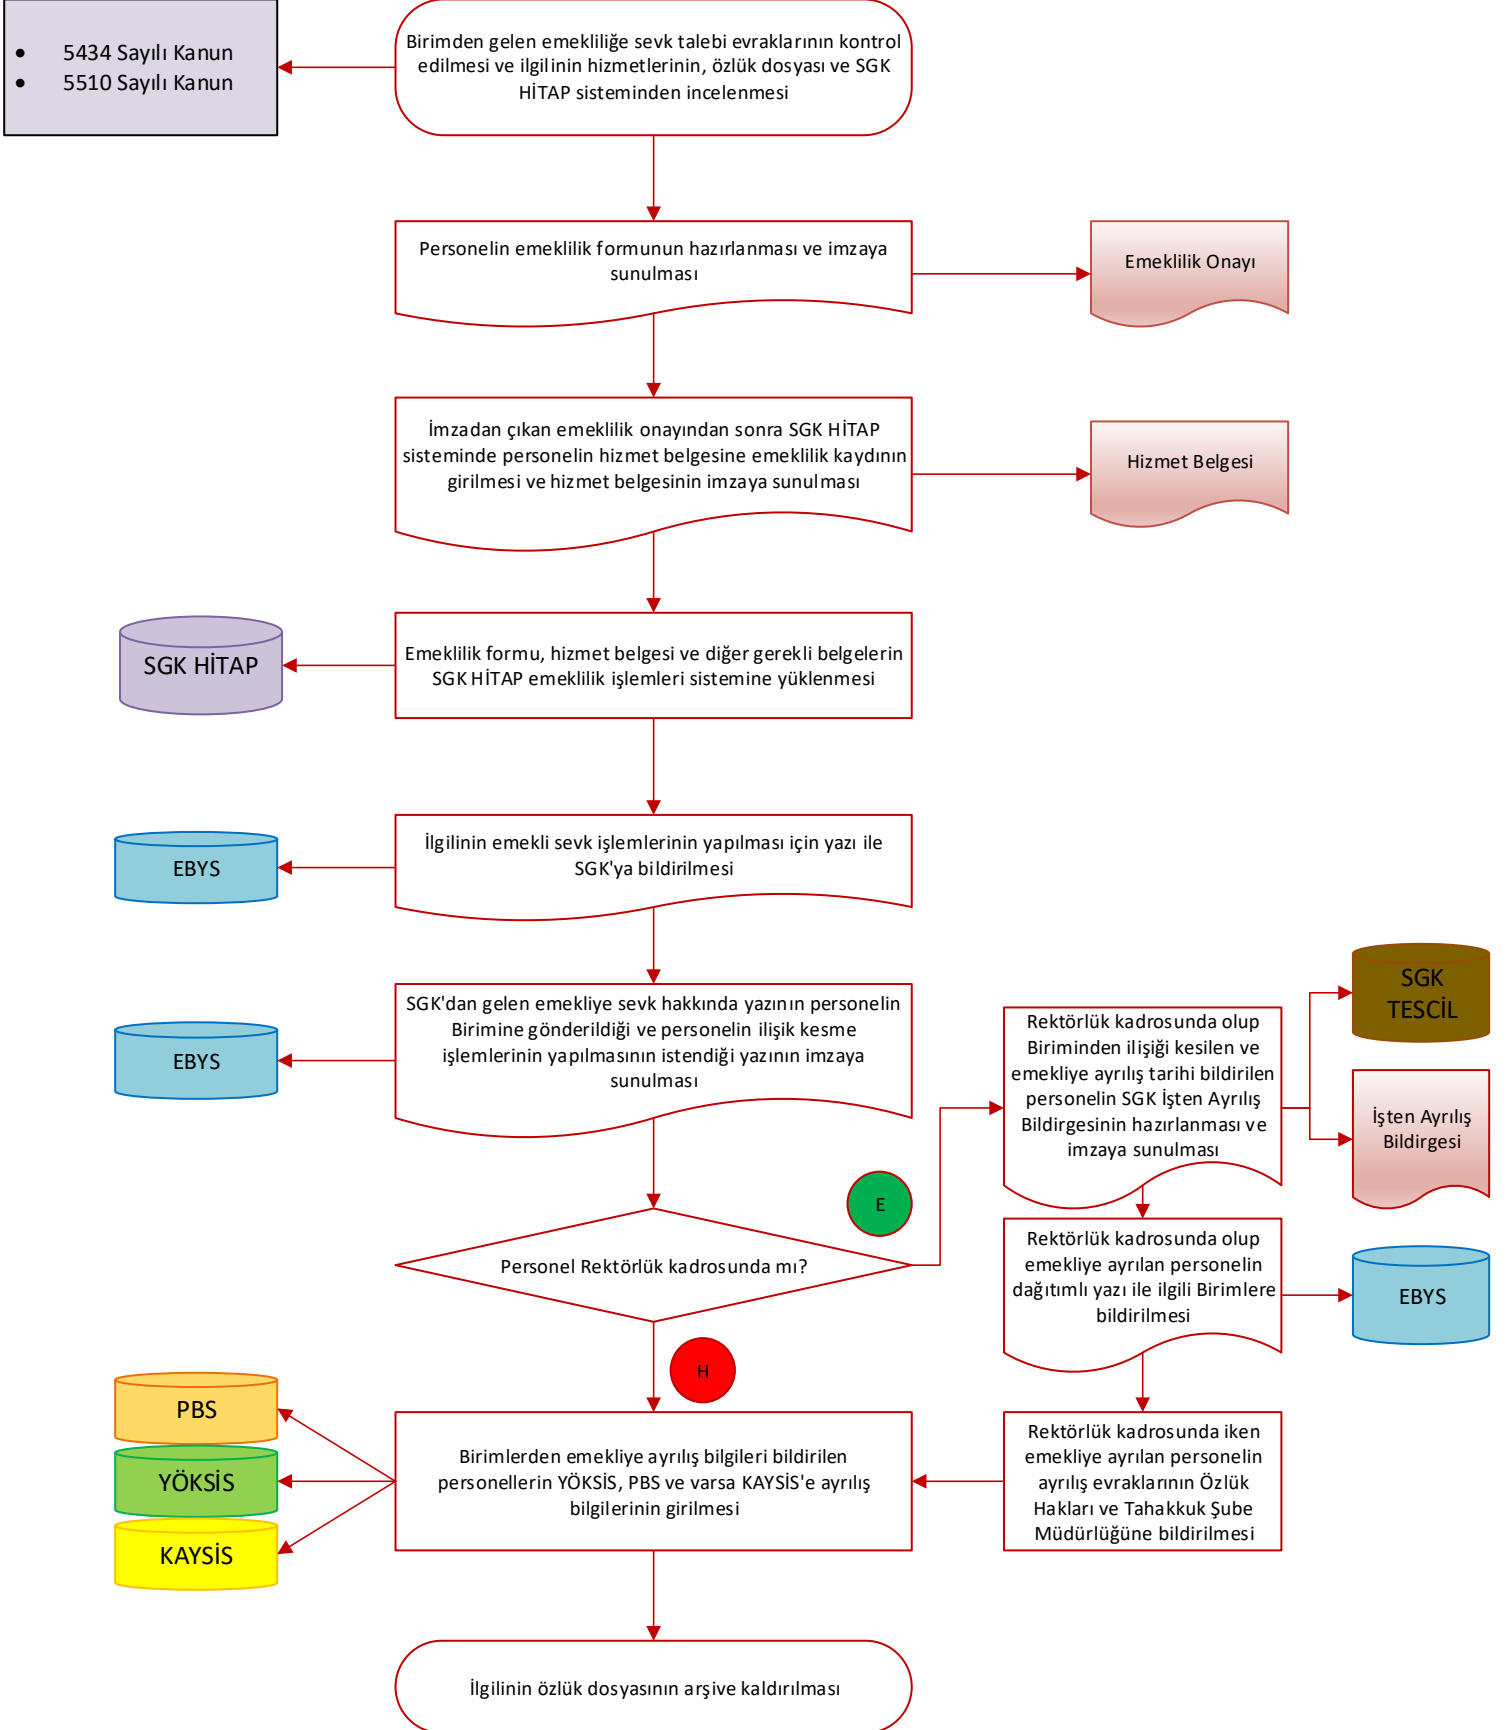 • 5434 Sayılı Kanun
• 5510 Sayılı Kanun
Birimden gelen emekliliğe sevk talebi evraklarının kontrol
edilmesi ve ilgilinin hizmetlerinin, özlük dosyası ve SGK
HİTAP sisteminden incelenmesi
Personelin emeklilik formunun hazırlanması ve imzaya
sunulması
Emeklilik Onayı
İmzadan çıkan emeklilik onayından sonra SGK HİTAP
sisteminde personelin hizmet belgesine emeklilik kaydının
girilmesi ve hizmet belgesinin imzaya sunulması
Hizmet Belgesi
SGK HİTAP
Emeklilik formu, hizmet belgesi ve diğer gerekli belgelerin
SGK HİTAP emeklilik işlemleri sistemine yüklenmesi
EBYS
İlgilinin emekli sevk işlemlerinin yapılması için yazı ile
SGK'ya bildirilmesi
EBYS
SGK'dan gelen emekliye sevk hakkında yazının personelin
Birimine gönderildiği ve personelin ilişik kesme
işlemlerinin yapılmasının istendiği yazının imzaya
sunulması
Rektörlük kadrosunda olup
Biriminden ilişiği kesilen ve
emekliye ayrılış tarihi bildirilen
personelin SGK İşten Ayrılış
Bildirgesinin hazırlanması ve
imzaya sunulması
SGK
TESCİL
İşten Ayrılış
Bildirgesi
E
Personel Rektörlük kadrosunda mı?
Rektörlük kadrosunda olup
emekliye ayrılan personelin
dağıtımlı yazı ile ilgili Birimlere
bildirilmesi
EBYS
H
PBS
YÖKSİS
KAYSİS
Birimlerden emekliye ayrılış bilgileri bildirilen
personellerin YÖKSİS, PBS ve varsa KAYSİS'e ayrılış
bilgilerinin girilmesi
Rektörlük kadrosunda iken
emekliye ayrılan personelin
ayrılış evraklarının Özlük
Hakları ve Tahakkuk Şube
Müdürlüğüne bildirilmesi
İlgilinin özlük dosyasının arşive kaldırılması